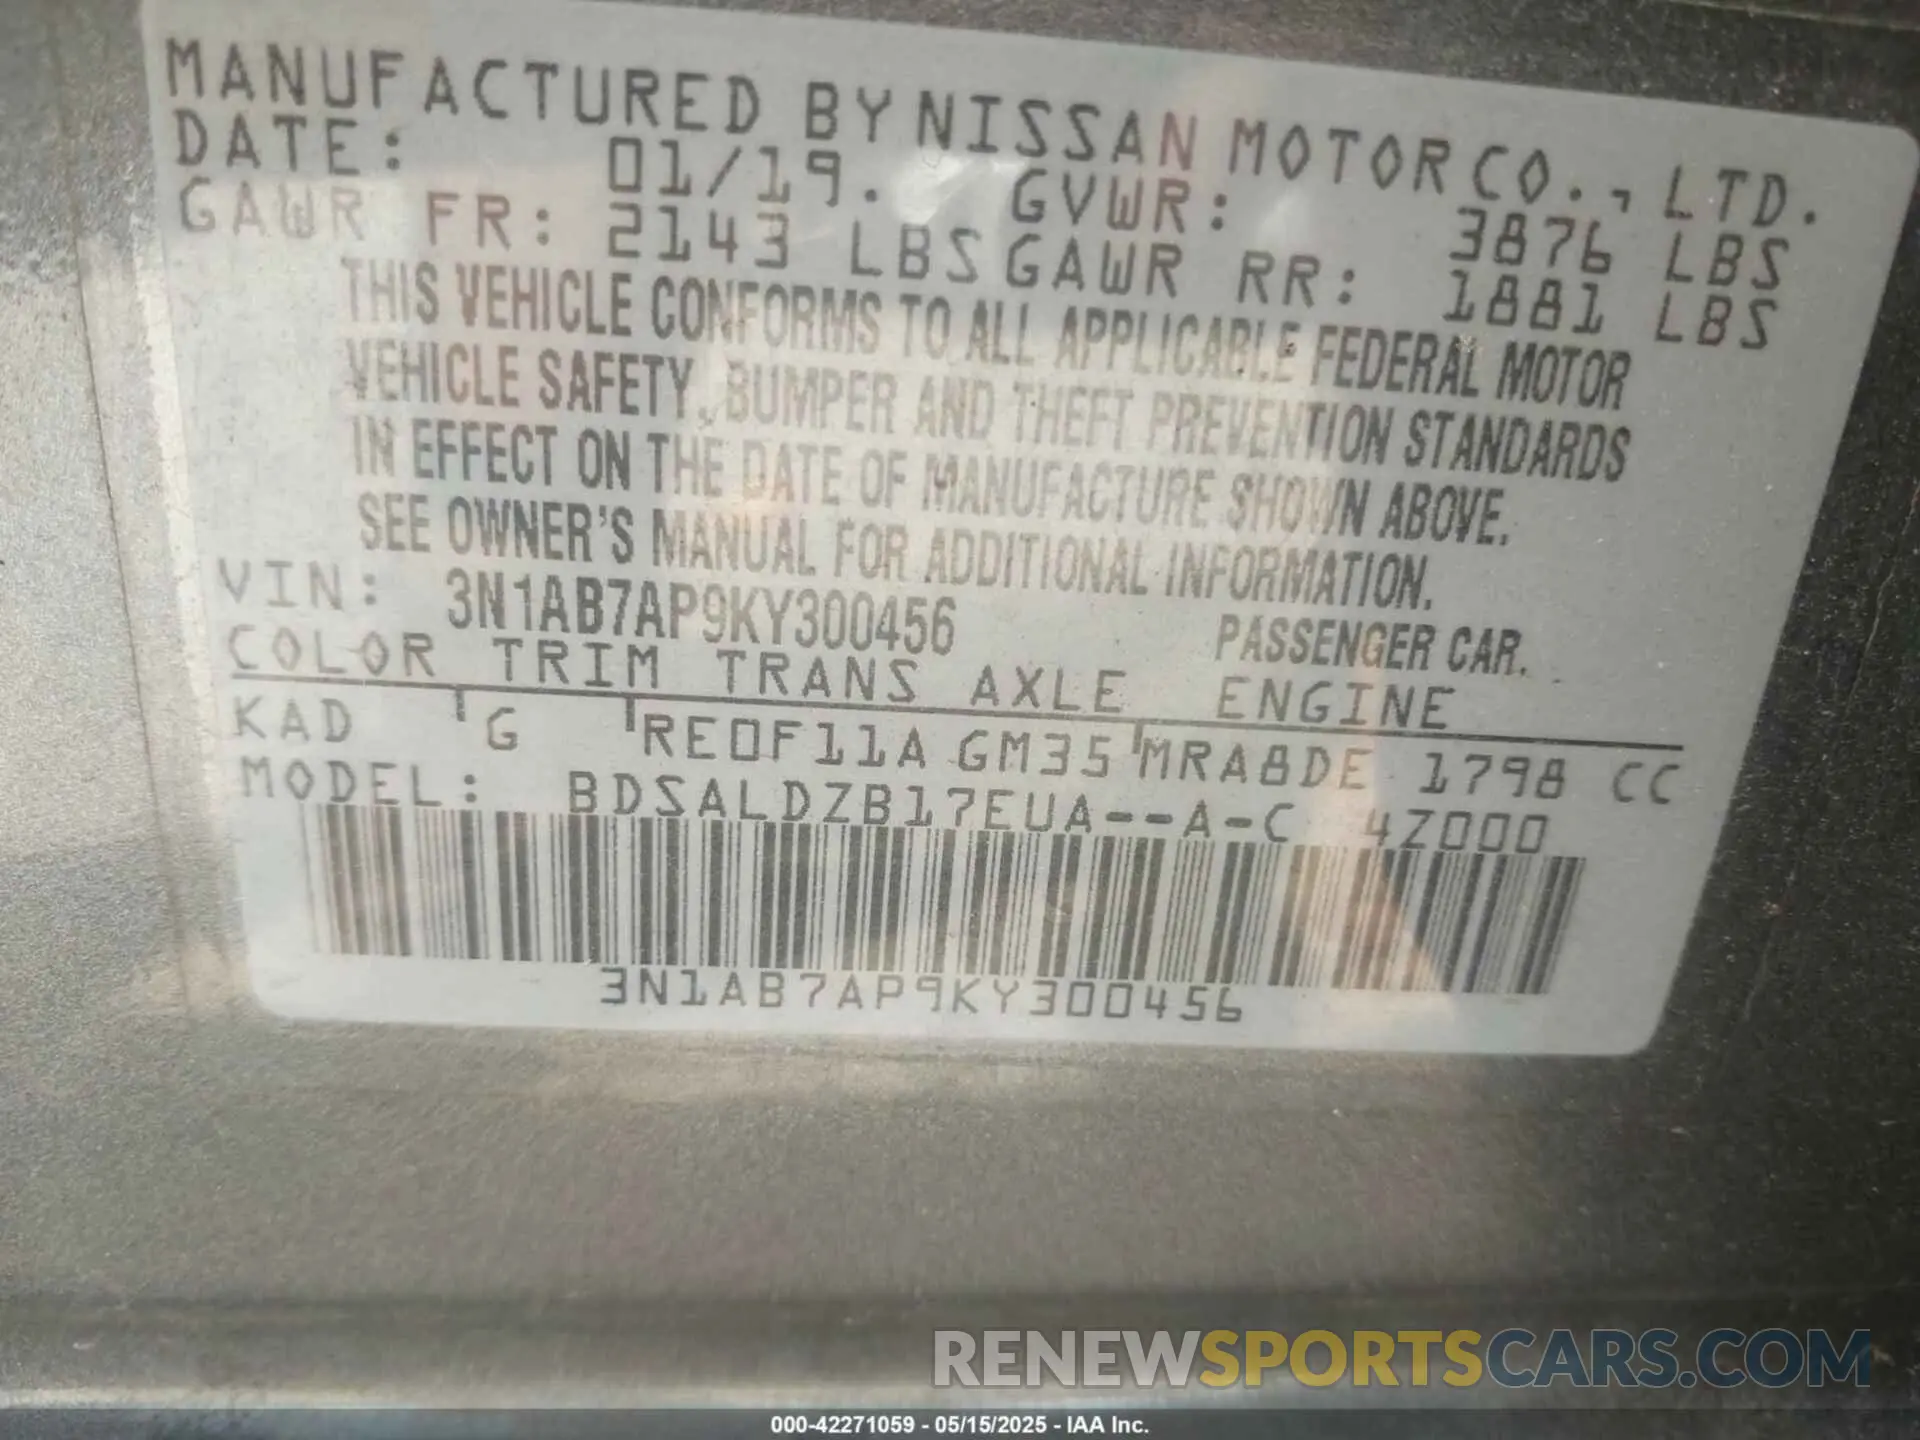 MANUFACTURED BY NISSAN MOTOR CO., LTD.
DATE: 01/19. GVWR: 3876 LBS
GAWR FR: 2143 LBS GAWR RR: 1881 LBS
THIS VEHICLE CONFORMS TO ALL APPLICABLE FEDERAL MOTOR
VEHICLE SAFETY, BUMPER AND THEFT PREVENTION STANDARDS
IN EFFECT ON THE DATE OF MANUFACTURE SHOWN ABOVE.
SEE OWNER'S MANUAL FOR ADDITIONAL INFORMATION.
VIN: 3N1AB7AP9KY300456 PASSENGER CAR.
COLOR TRIM TRANS AXLE ENGINE
KAD G RE0F11A GM35 MRA8DE 1798 CC
MODEL: BDSALDZB17EUA--A-C 4Z000
3N1AB7AP9KY300456
RENEWSPORTSCARS.COM
000-42271059 - 05/15/2025 - IAA Inc.